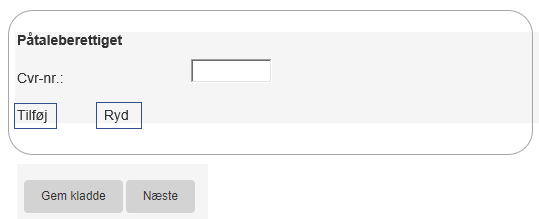 Påtaleberettiget
Cvr-nr.:
Tilføj Ryd
Gem kladde Næste